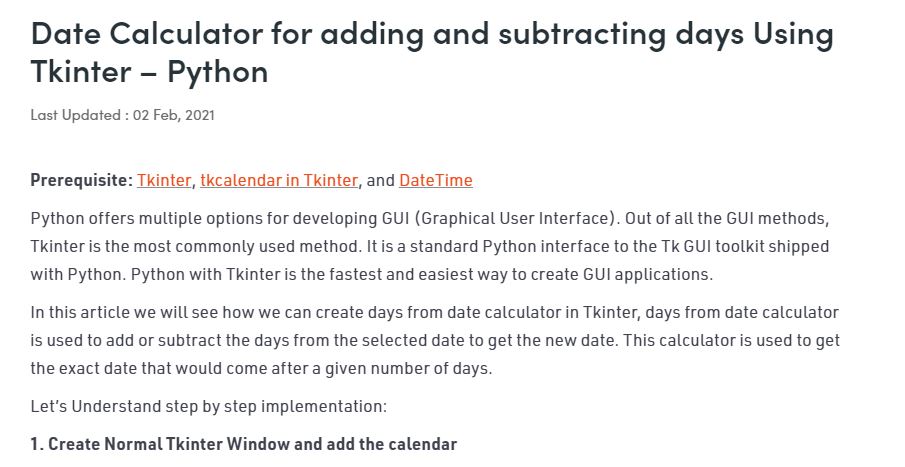 Date Calculator for adding and subtracting days Using
Tkinter – Python
Last Updated : 02 Feb, 2021
Prerequisite: Tkinter, tkcalendar in Tkinter, and DateTime
Python offers multiple options for developing GUI (Graphical User Interface). Out of all the GUI methods,
Tkinter is the most commonly used method. It is a standard Python interface to the Tk GUI toolkit shipped
with Python. Python with Tkinter is the fastest and easiest way to create GUI applications.
In this article we will see how we can create days from date calculator in Tkinter, days from date calculator
is used to add or subtract the days from the selected date to get the new date. This calculator is used to get
the exact date that would come after a given number of days.
Let’s Understand step by step implementation:
1. Create Normal Tkinter Window and add the calendar